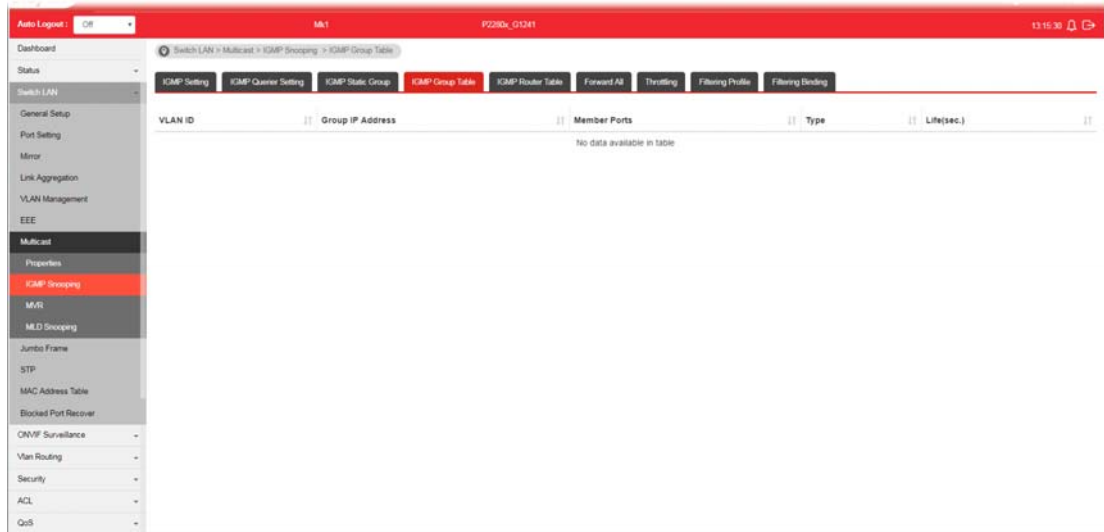 Auto Logout : Off Mk1 P2280x_G1241 13:15:30
Dashboard
Switch LAN > Multicast > IGMP Snooping > IGMP Group Table
Status
IGMP Setting IGMP Querier Setting IGMP Static Group IGMP Group Table IGMP Router Table Forward All Throttling Filtering Profile Filtering Binding
Switch LAN
General Setup
VLAN ID Group IP Address Member Ports Type Life(sec.)
Port Setting
No data available in table
Mirror
Link Aggregation
VLAN Management
EEE
Multicast
Properties
IGMP Snooping
MVR
MLD Snooping
Jumbo Frame
STP
MAC Address Table
Blocked Port Recover
ONVIF Surveillance
Vlan Routing
Security
ACL
QoS